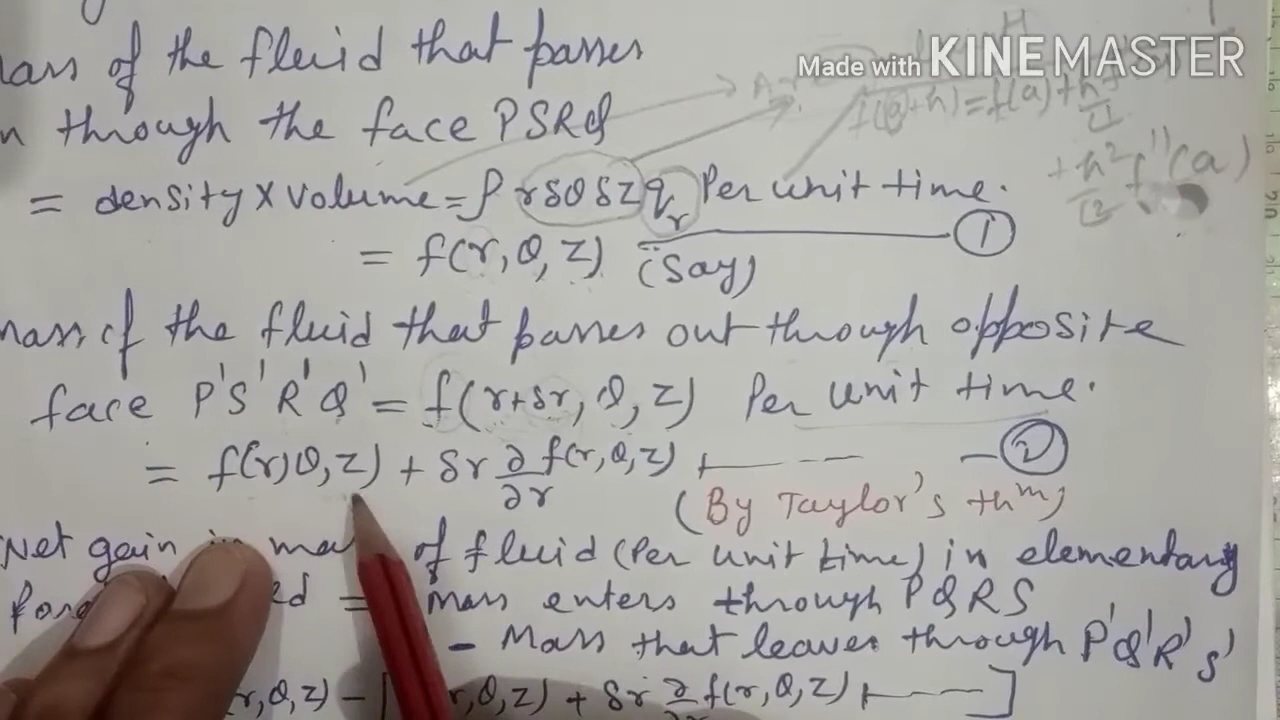 Made with KINEMASTER
of the fluid that passes
through the face PSRQ
= density × volume = ρ rδθ δz q_r Per unit time.
= f(r, θ, z) (Say) ①
f(a+h) = f(a) + h
+ h² f''(a)
mass of the fluid that passes out through opposite
face P'S'R'Q' = f(r+δr, θ, z) Per unit time.
= f(r, θ, z) + δr ∂/∂r f(r, θ, z) + — — — — ②
(By Taylor's thm)
Net gain in of fluid (Per unit time) in elementary
= Mass enters through PQRS
- Mass that leaves through P'Q'R'S'
r, θ, z) - [ r, θ, z) + δr ∂/∂r f(r, θ, z) + — — — ]